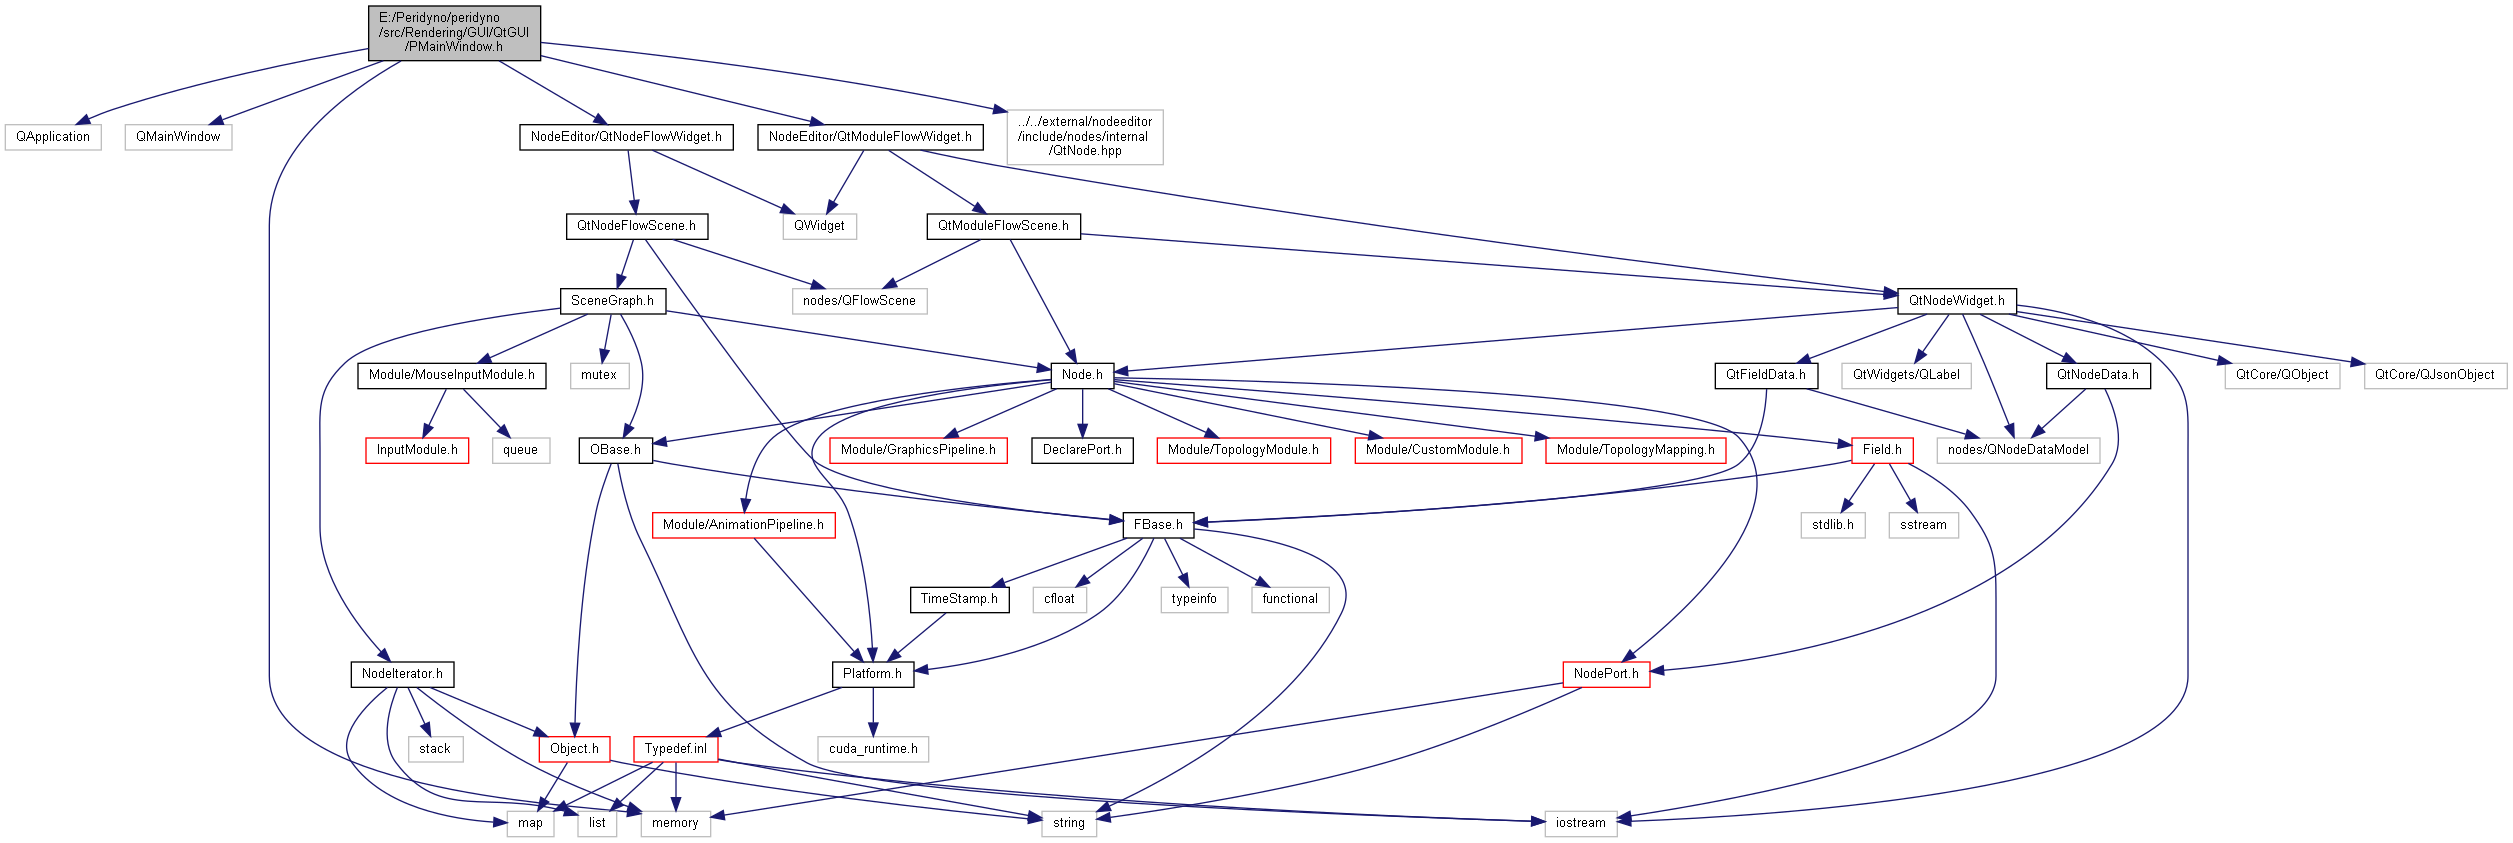 E:/Peridyno/peridyno
/src/Rendering/GUI/QtGUI
/PMainWindow.h
QApplication
QMainWindow
NodeEditor/QtNodeFlowWidget.h
NodeEditor/QtModuleFlowWidget.h
../../external/nodeeditor
/include/nodes/internal
/QtNode.hpp
QtNodeFlowScene.h
QWidget
QtModuleFlowScene.h
SceneGraph.h
nodes/QFlowScene
QtNodeWidget.h
Module/MouseInputModule.h
mutex
Node.h
QtFieldData.h
QtWidgets/QLabel
QtNodeData.h
QtCore/QObject
QtCore/QJsonObject
InputModule.h
queue
OBase.h
Module/GraphicsPipeline.h
DeclarePort.h
Module/TopologyModule.h
Module/CustomModule.h
Module/TopologyMapping.h
Field.h
nodes/QNodeDataModel
Module/AnimationPipeline.h
FBase.h
stdlib.h
sstream
TimeStamp.h
cfloat
typeinfo
functional
NodeIterator.h
Platform.h
NodePort.h
stack
Object.h
Typedef.inl
cuda_runtime.h
map
list
memory
string
iostream